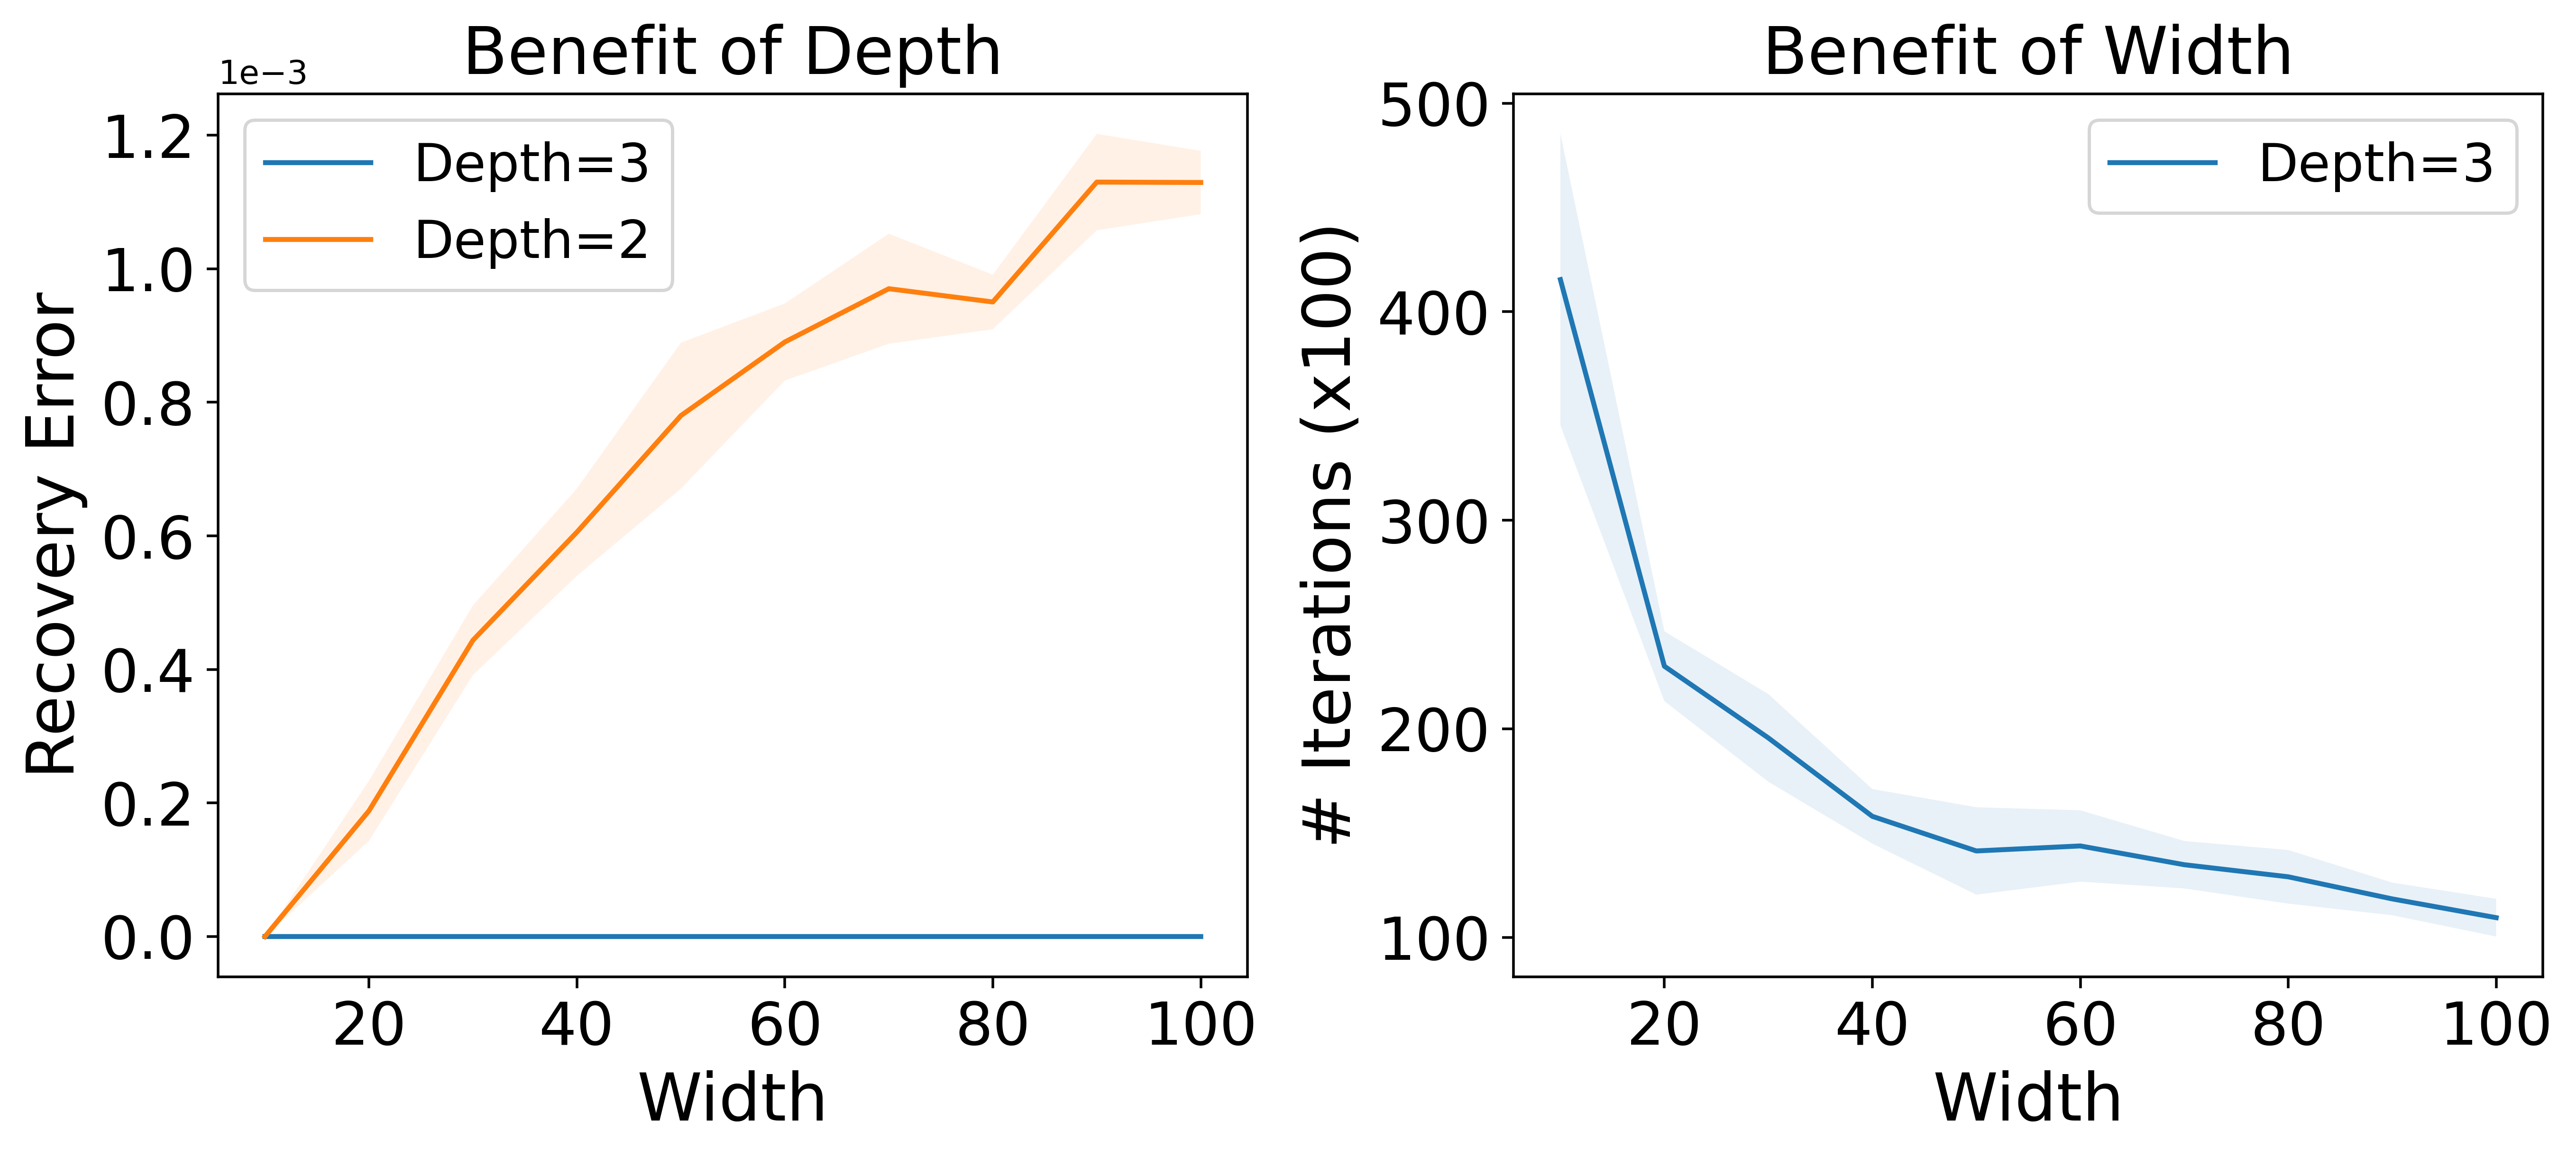 Benefit of Depth
1e−3
1.2
1.0
0.8
0.6
0.4
0.2
0.0
Recovery Error
Depth=3
Depth=2
20 40 60 80 100
Width
Benefit of Width
500
400
300
200
100
# Iterations (x100)
Depth=3
20 40 60 80 100
Width